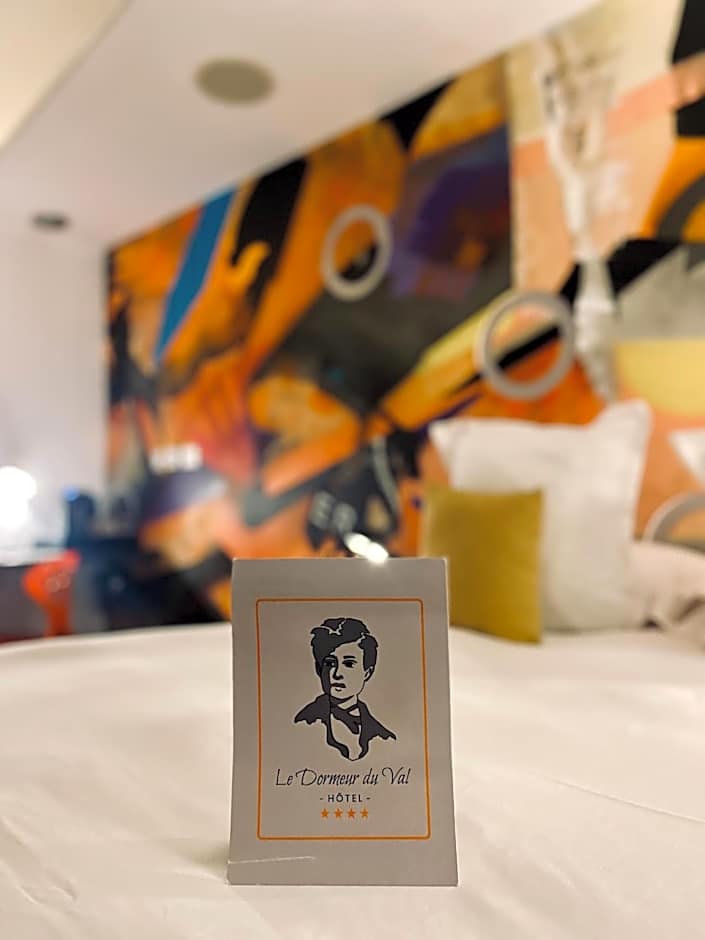 Le Dormeur du Val
- HÔTEL -
★★★★